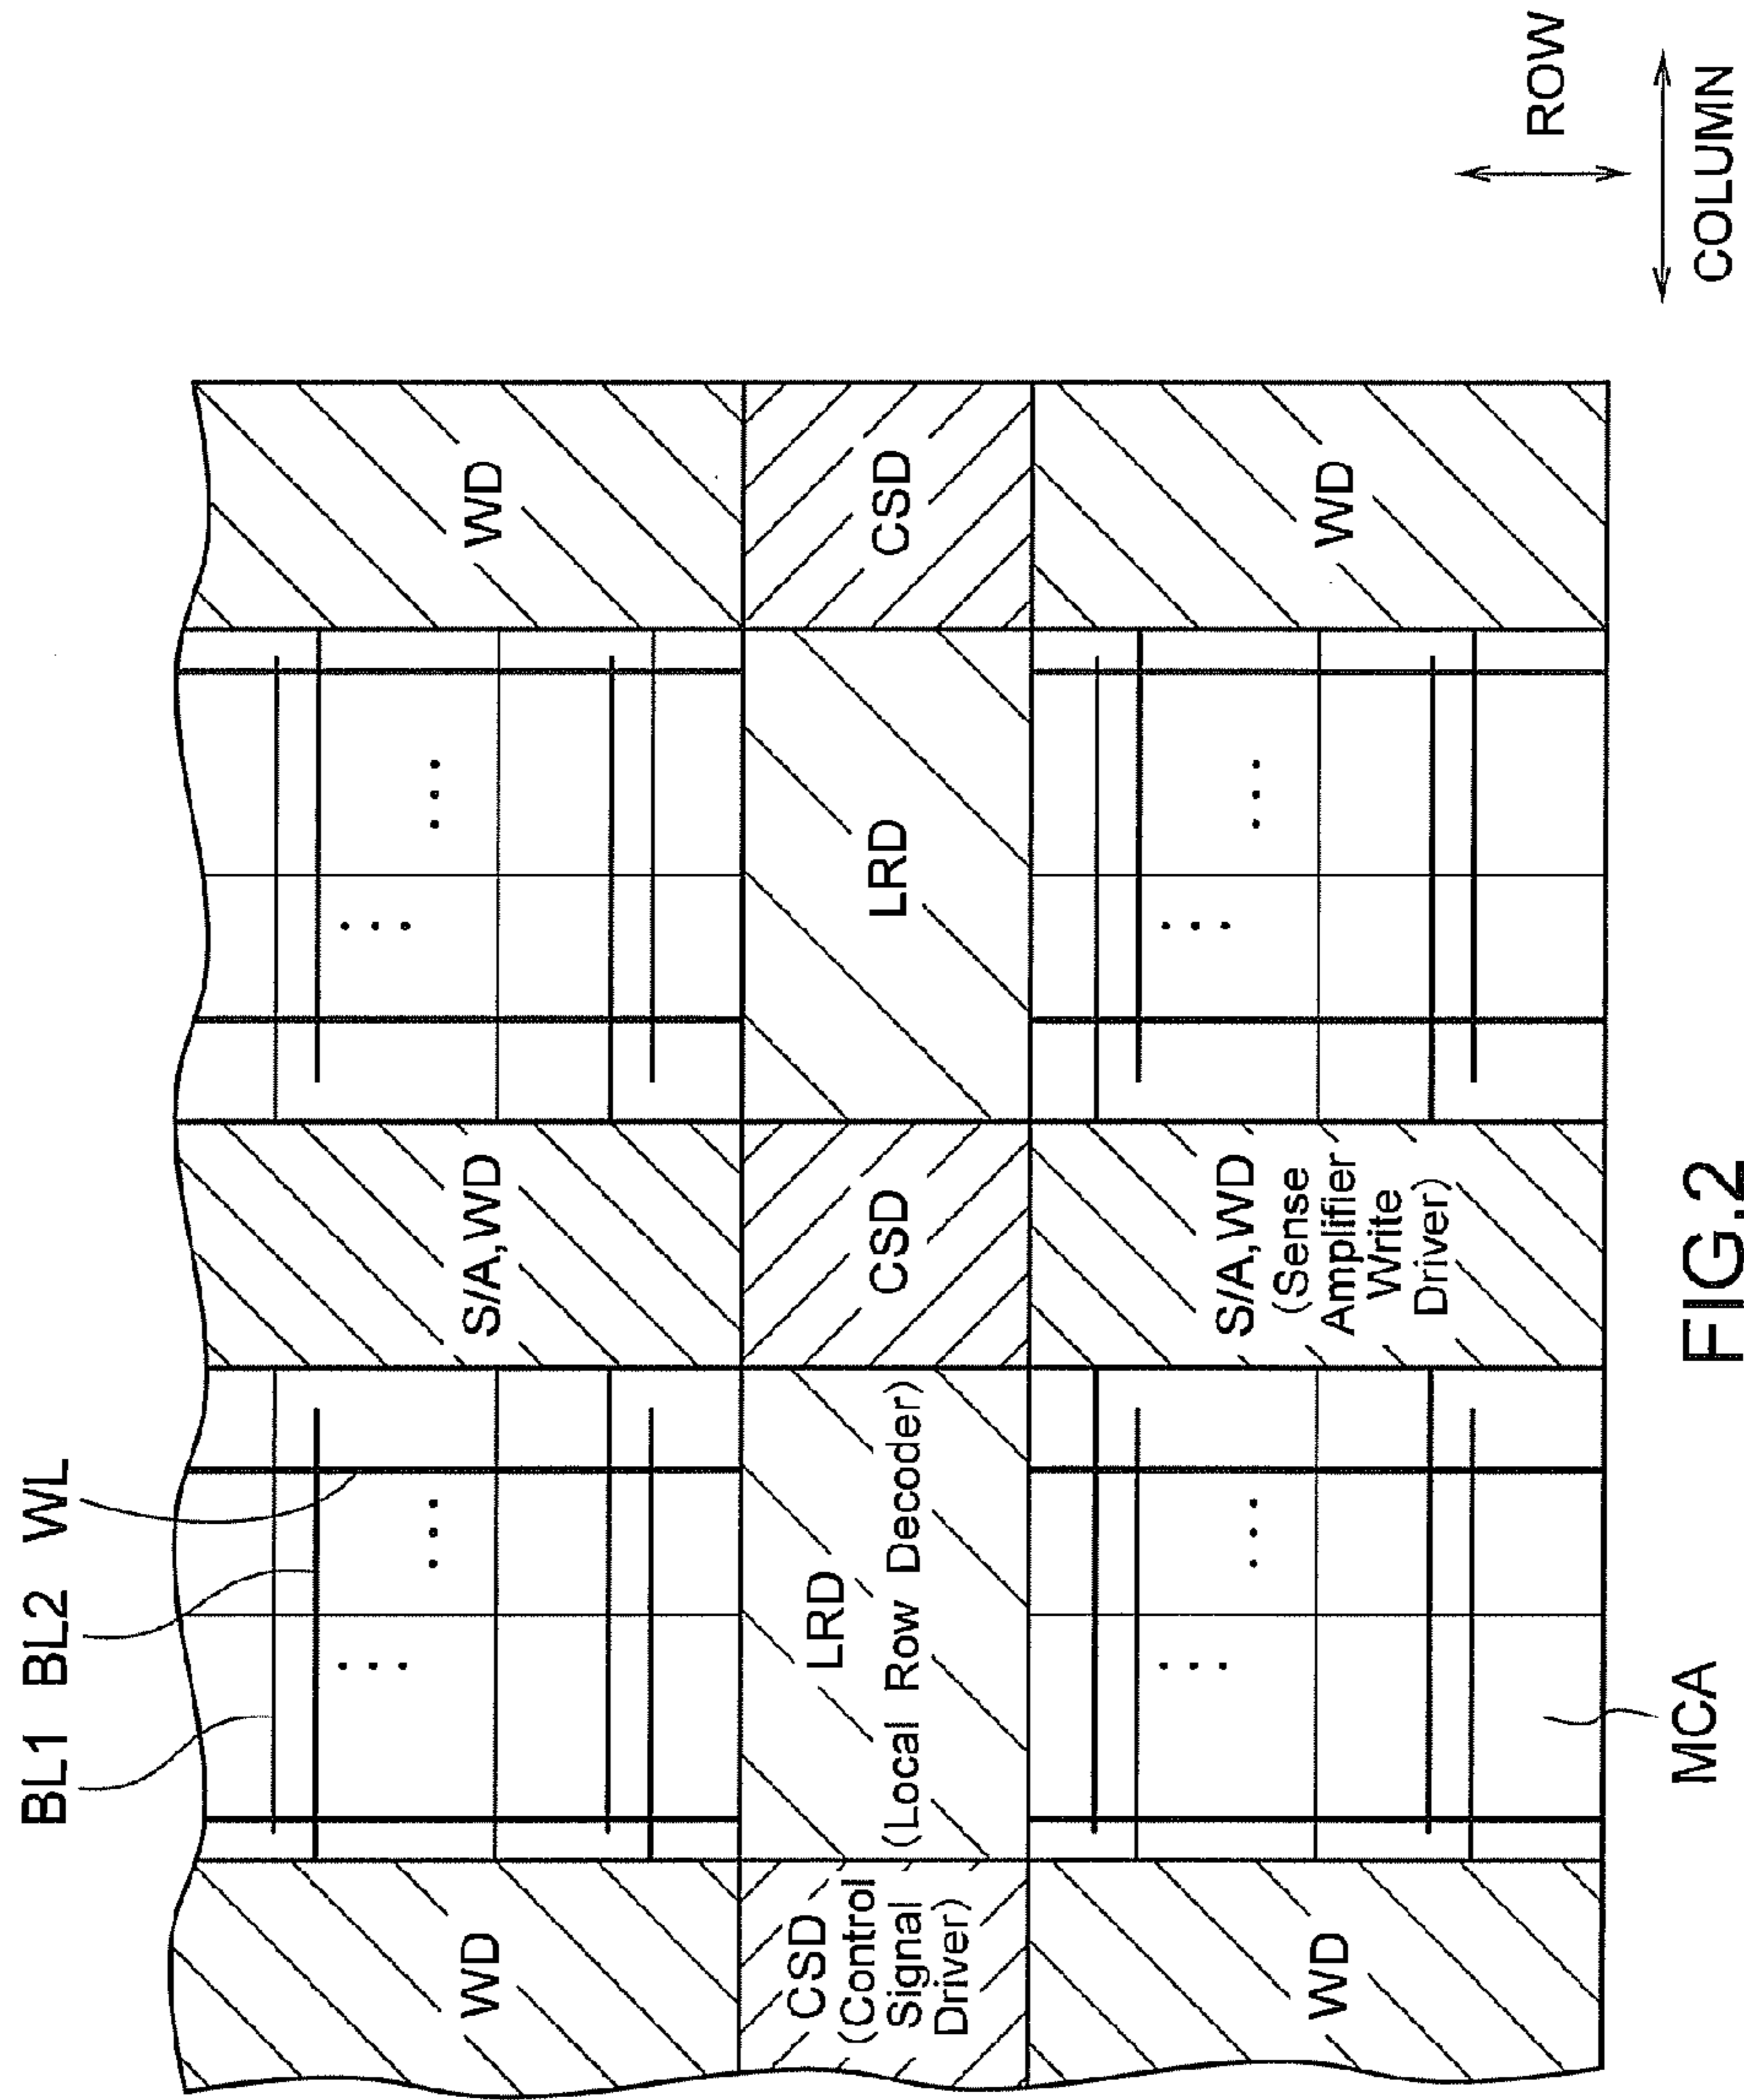 BL1 BL2 WL
WD
S/A,WD
WD
CSD
(Control
Signal
Driver)
LRD
(Local Row Decoder)
CSD
LRD
CSD
WD
S/A,WD
(Sense
Amplifier
Write
Driver)
WD
MCA
ROW
COLUMN
FIG.2